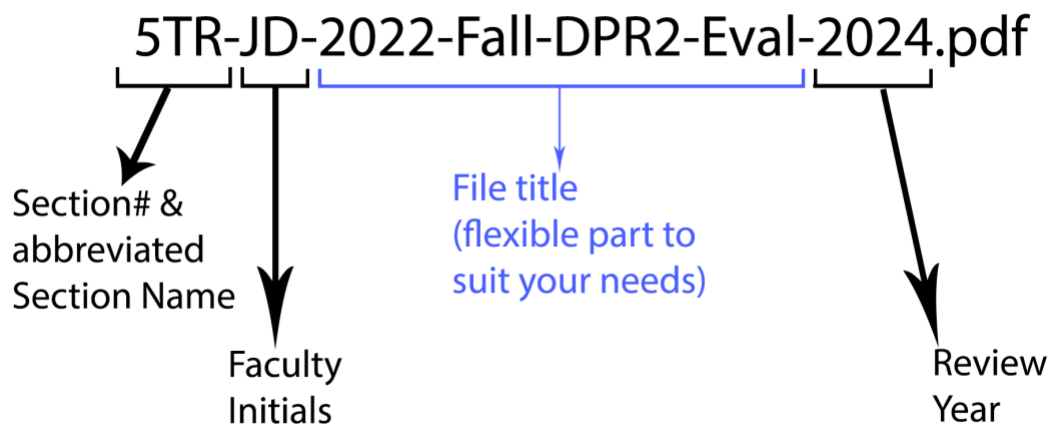 5TR-JD-2022-Fall-DPR2-Eval-2024.pdf
Section# &
abbreviated
Section Name
File title
(flexible part to
suit your needs)
Faculty
Initials
Review
Year